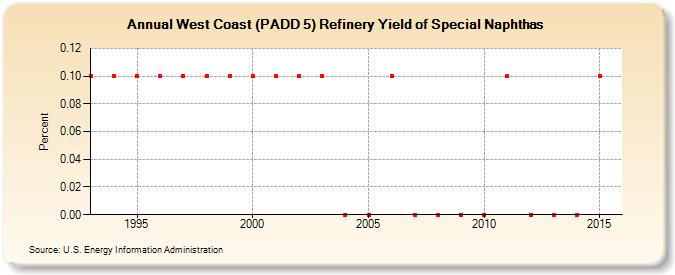 Annual West Coast (PADD 5) Refinery Yield of Special Naphthas
Percent
0.12
0.10
0.08
0.06
0.04
0.02
0.00
1995 2000 2005 2010 2015
Source: U.S. Energy Information Administration